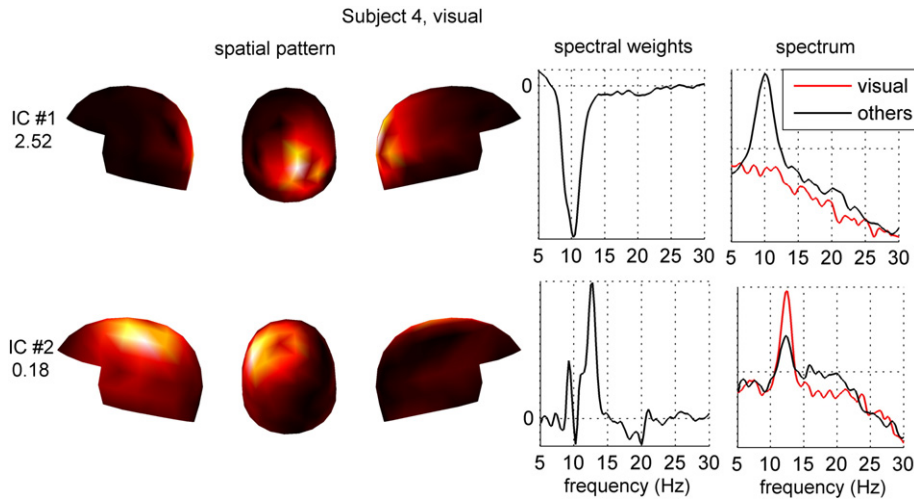 Subject 4, visual
spatial pattern
spectral weights
spectrum
IC #1
2.52
0
visual
others
5 10 15 20 25 30
5 10 15 20 25 30
IC #2
0.18
0
5 10 15 20 25 30
5 10 15 20 25 30
frequency (Hz)
frequency (Hz)